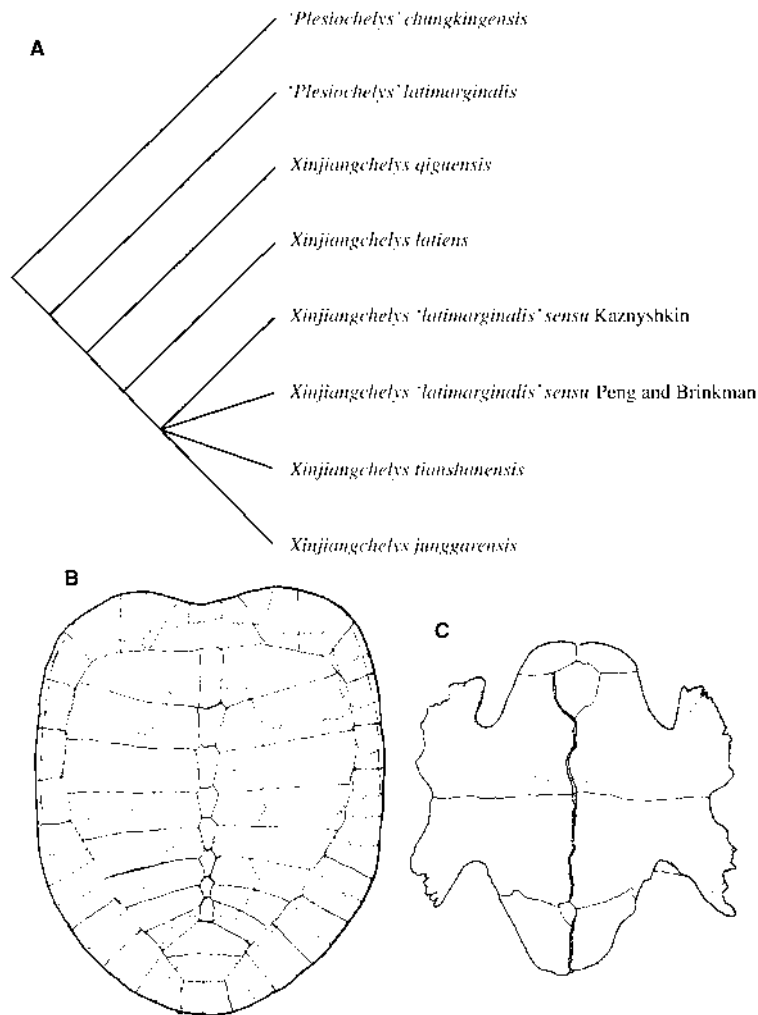 A
'Plesiochelys' chungkingensis
'Plesiochelys' latimarginalis
Xinjiangchelys qiguensis
Xinjiangchelys latiens
Xinjiangchelys 'latimarginalis' sensu Kaznyshkin
Xinjiangchelys 'latimarginalis' sensu Peng and Brinkman
Xinjiangchelys tianshanensis
Xinjiangchelys junggarensis
B
C